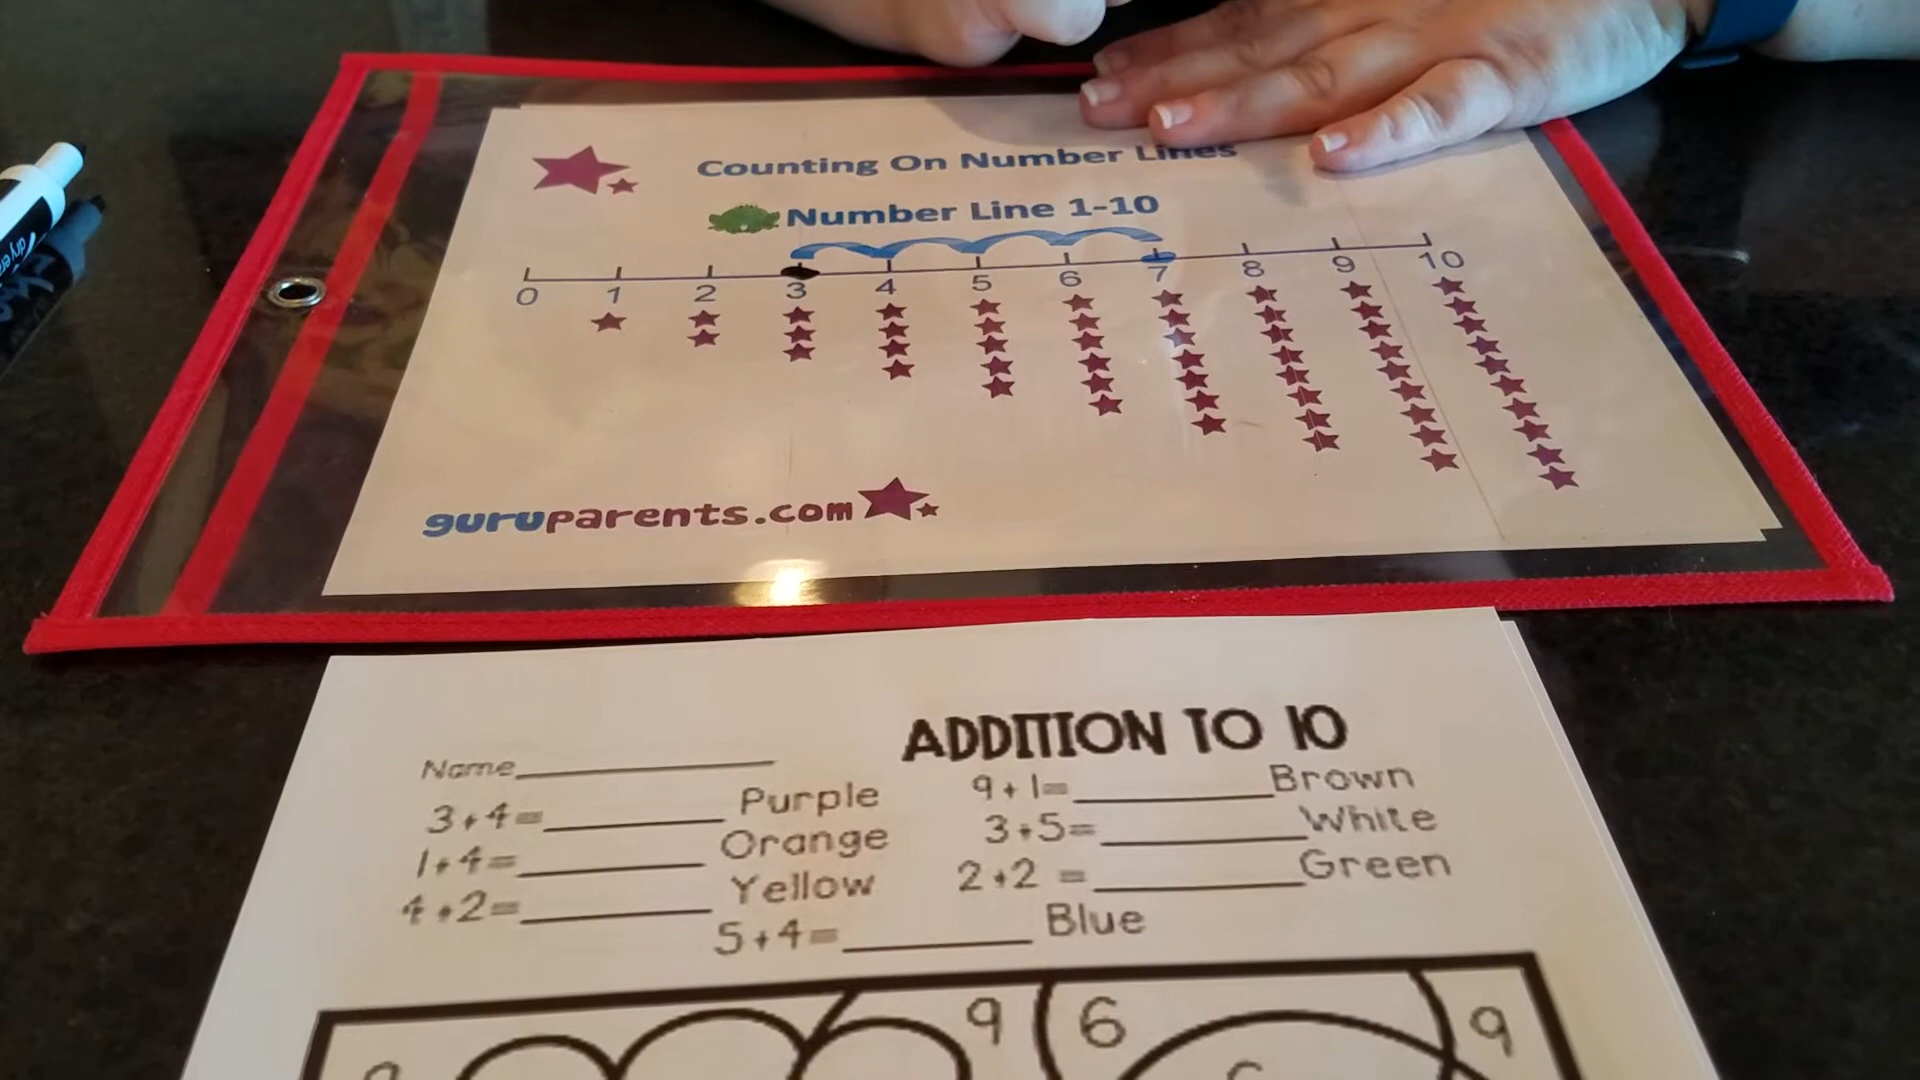 Counting On Number Lines
Number Line 1-10
0 1 2 3 4 5 6 7 8 9 10
guruparents.com
ADDITION TO 10
Name
3+4= Purple
1+4= Orange
4+2= Yellow
9+1= Brown
3+5= White
2+2 = Green
5+4= Blue
9 6 9